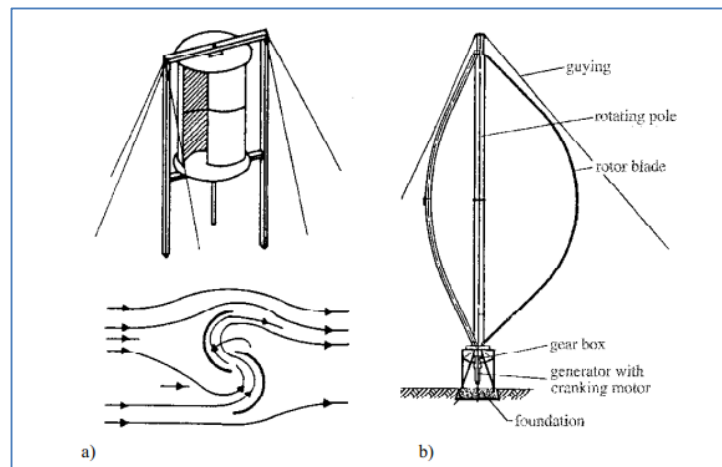 guying
rotating pole
rotor blade
gear box
generator with
cranking motor
foundation
a)
b)